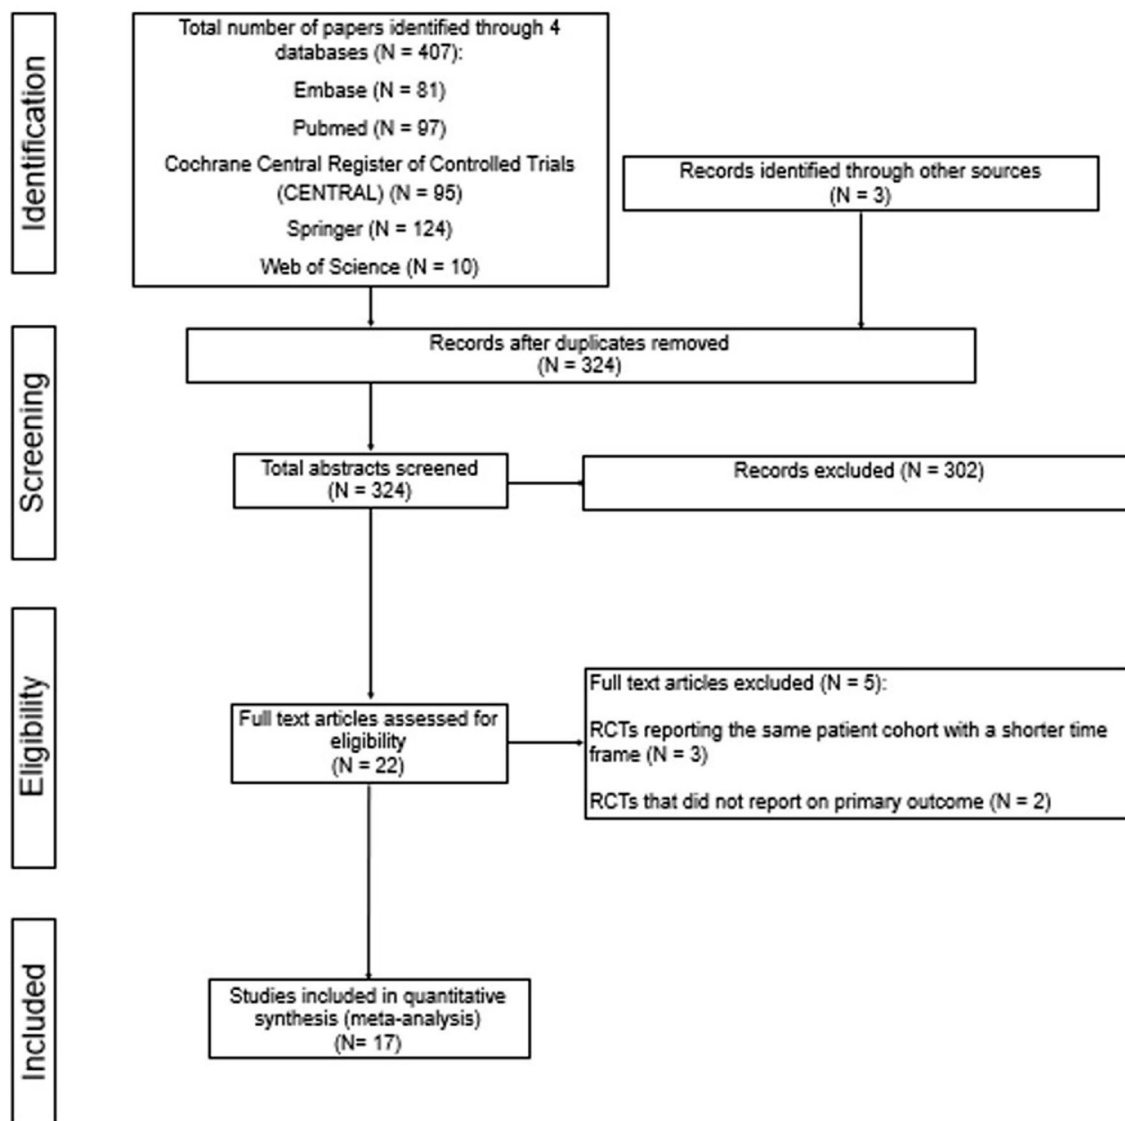 Identification
Total number of papers identified through 4
databases (N = 407):
Embase (N = 81)
Pubmed (N = 97)
Cochrane Central Register of Controlled Trials
(CENTRAL) (N = 95)
Springer (N = 124)
Web of Science (N = 10)
Records identified through other sources
(N = 3)
Screening
Records after duplicates removed
(N = 324)
Total abstracts screened
(N = 324)
Records excluded (N = 302)
Eligibility
Full text articles assessed for
eligibility
(N = 22)
Full text articles excluded (N = 5):
RCTs reporting the same patient cohort with a shorter time
frame (N = 3)
RCTs that did not report on primary outcome (N = 2)
Included
Studies included in quantitative
synthesis (meta-analysis)
(N= 17)